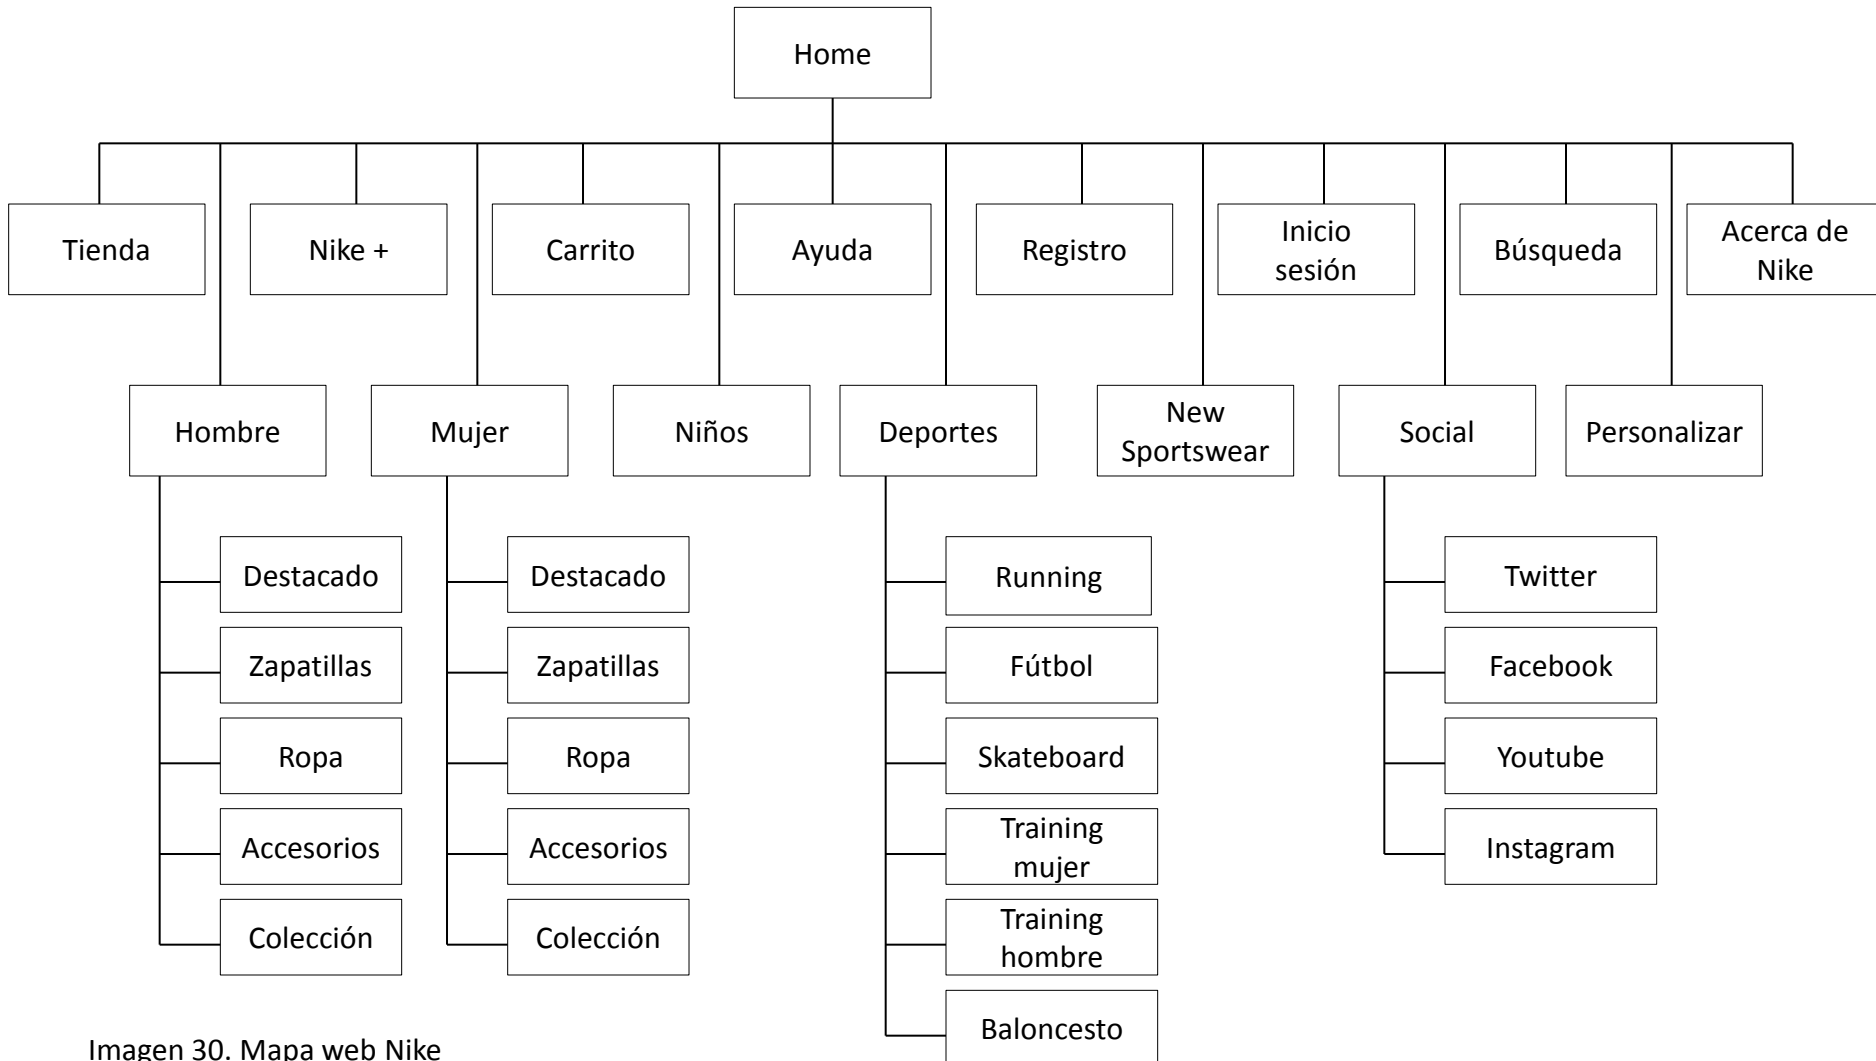 Home
Tienda
Nike +
Carrito
Ayuda
Registro
Inicio
sesión
Búsqueda
Acerca de
Nike
Hombre
Mujer
Niños
Deportes
New
Sportswear
Social
Personalizar
Destacado
Zapatillas
Ropa
Accesorios
Colección
Destacado
Zapatillas
Ropa
Accesorios
Colección
Running
Fútbol
Skateboard
Training
mujer
Training
hombre
Baloncesto
Twitter
Facebook
Youtube
Instagram
Imagen 30. Mapa web Nike